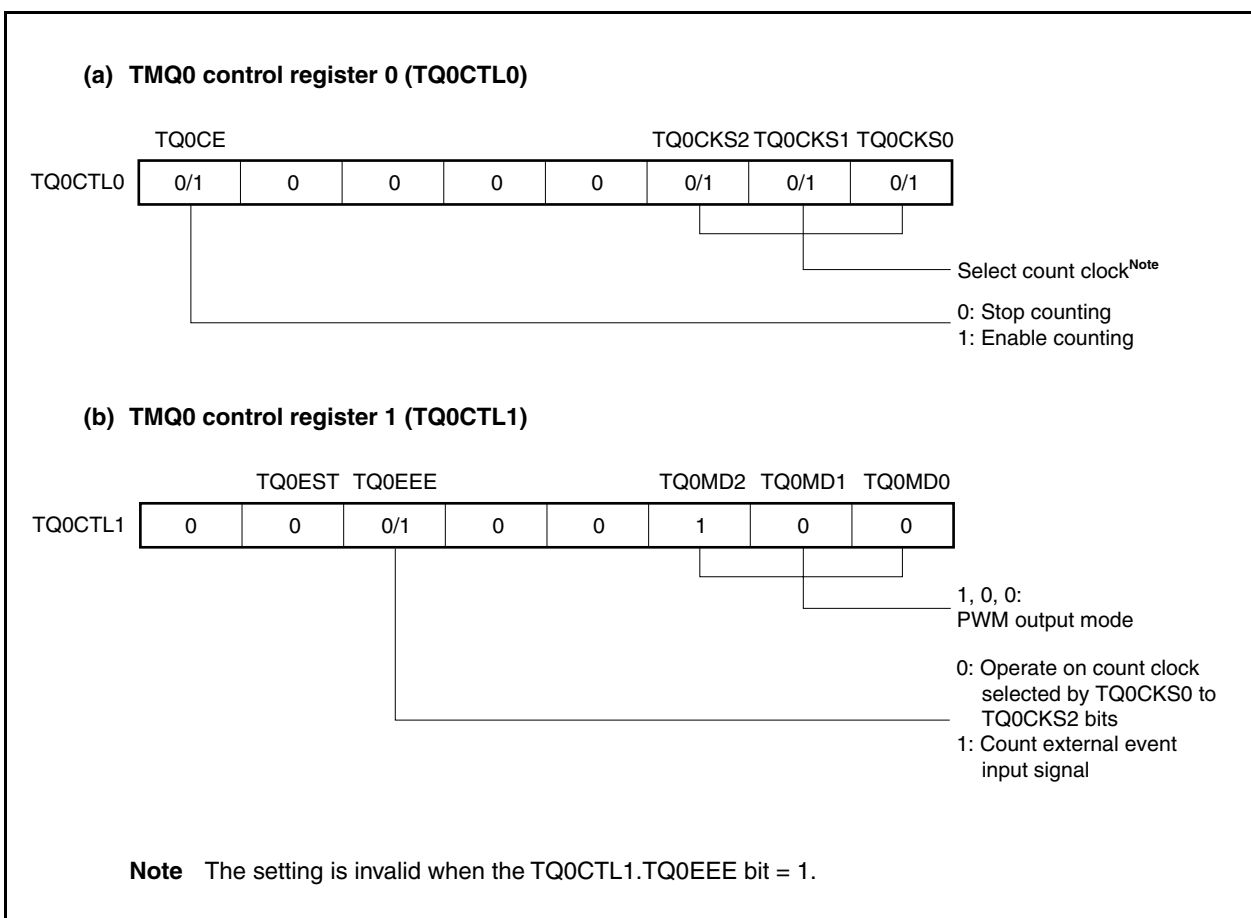 (a) TMQ0 control register 0 (TQ0CTL0)
TQ0CE TQ0CKS2 TQ0CKS1 TQ0CKS0
TQ0CTL0 0/1 0 0 0 0 0/1 0/1 0/1
Select count clockNote
0: Stop counting
1: Enable counting
(b) TMQ0 control register 1 (TQ0CTL1)
TQ0EST TQ0EEE TQ0MD2 TQ0MD1 TQ0MD0
TQ0CTL1 0 0 0/1 0 0 1 0 0
1, 0, 0:
PWM output mode
0: Operate on count clock
selected by TQ0CKS0 to
TQ0CKS2 bits
1: Count external event
input signal
Note The setting is invalid when the TQ0CTL1.TQ0EEE bit = 1.